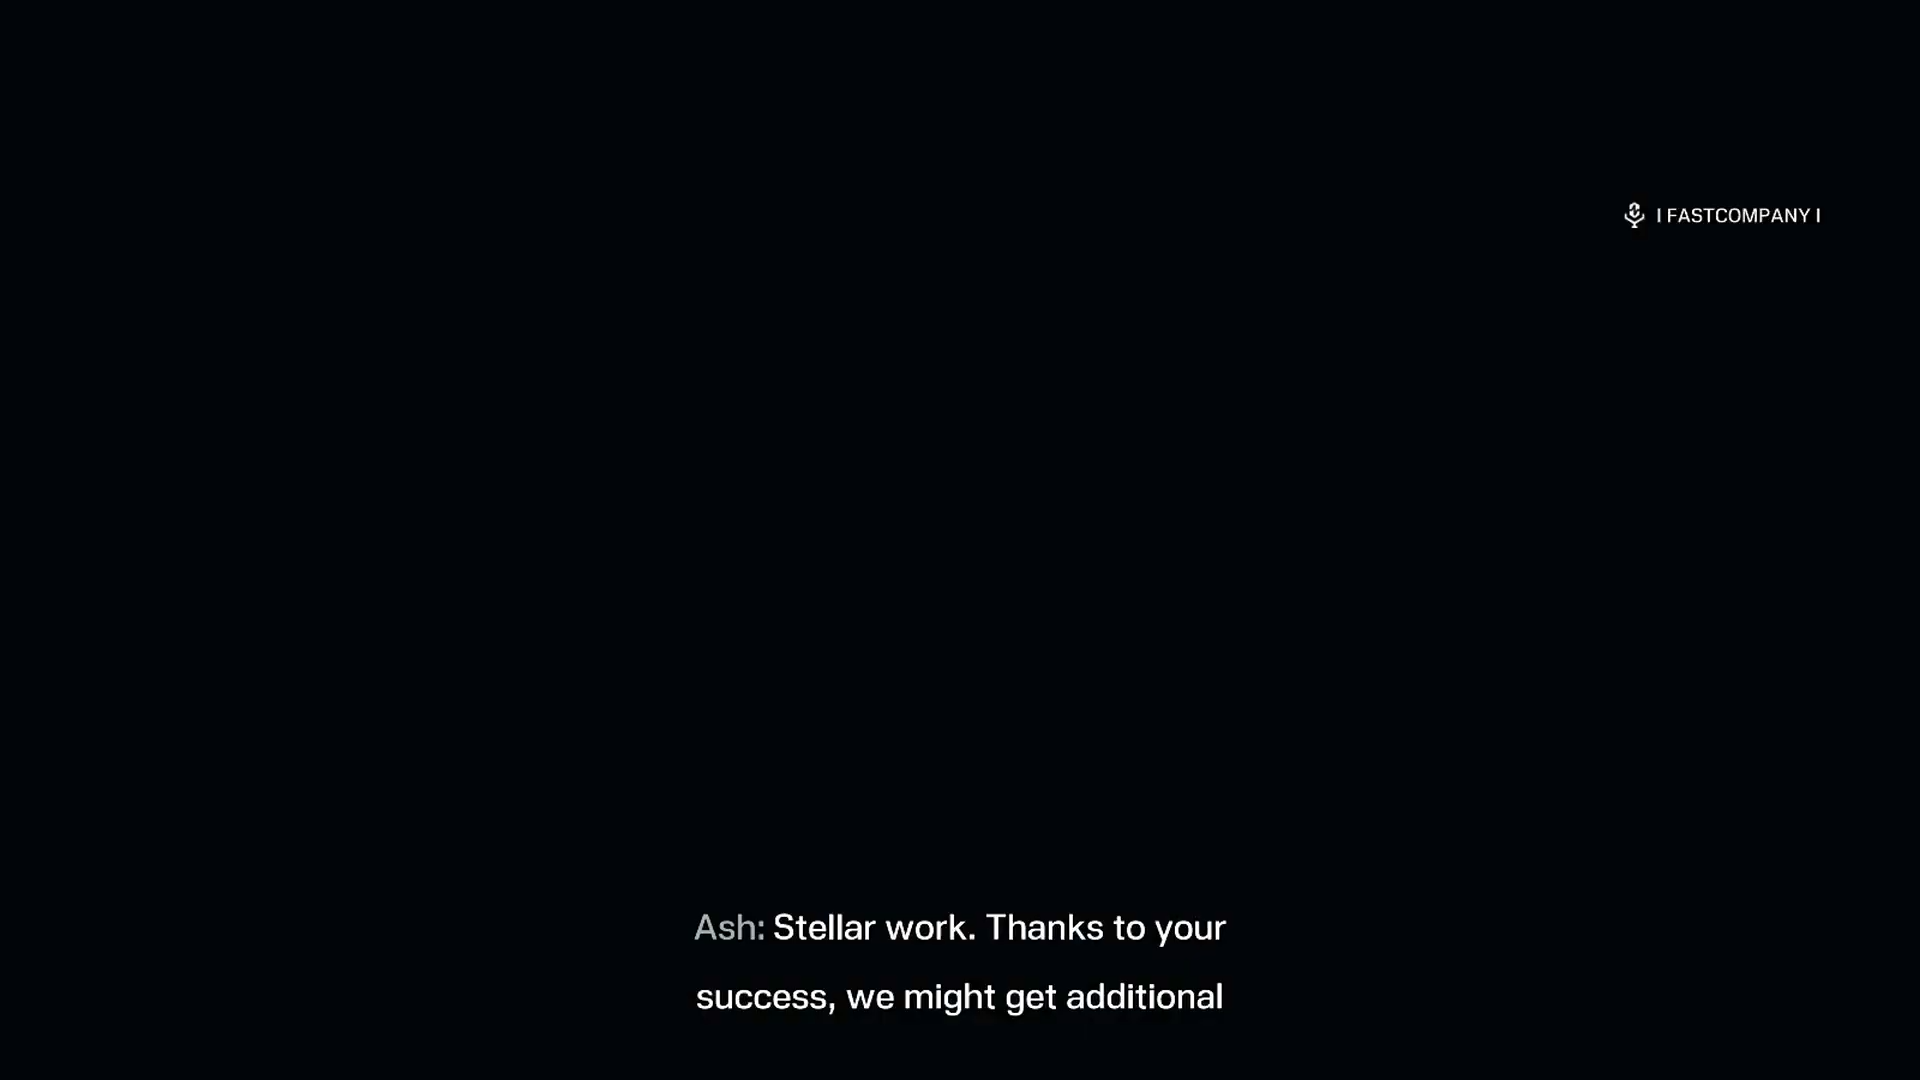 I FASTCOMPANY I
Ash: Stellar work. Thanks to your
success, we might get additional